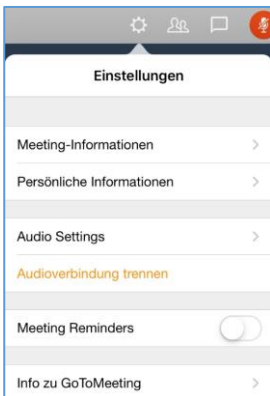 Einstellungen
Meeting-Informationen
Persönliche Informationen
Audio Settings
Audioverbindung trennen
Meeting Reminders
Info zu GoToMeeting